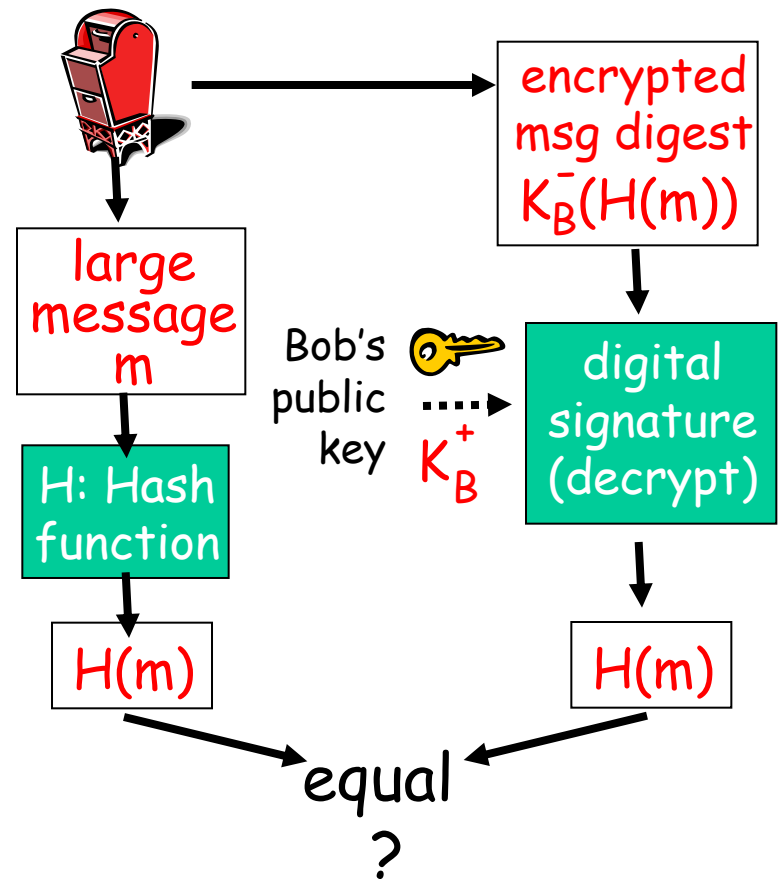 encrypted
msg digest
K_B^-(H(m))
large
message
m
Bob's
public
key
K_B^+
digital
signature
(decrypt)
H: Hash
function
H(m)
H(m)
equal
?